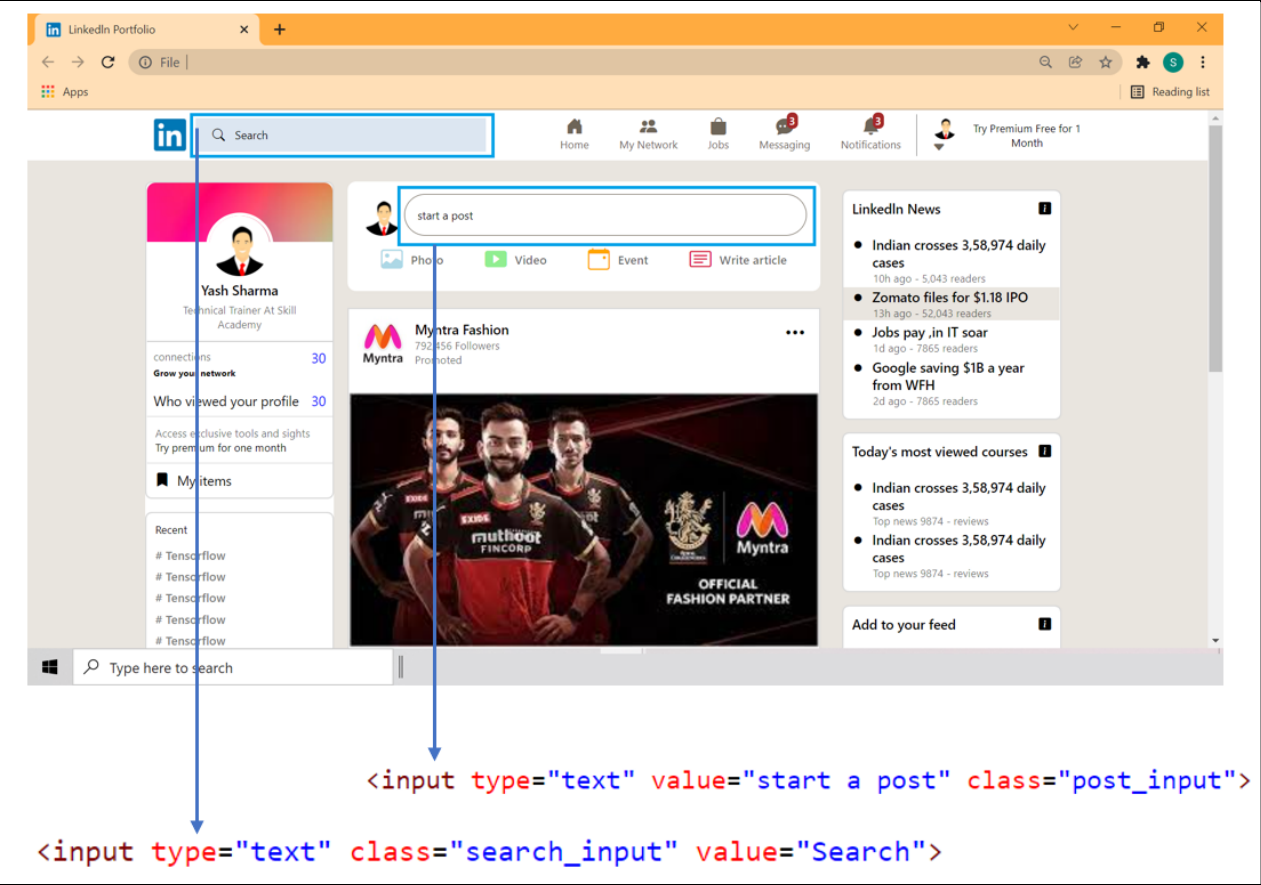 in LinkedIn Portfolio
File
Apps
Reading list
in
Search
Home
My Network
Jobs
3
Messaging
3
Notifications
Try Premium Free for 1
Month
Yash Sharma
Technical Trainer At Skill
Academy
connections 30
Grow your network
Who viewed your profile 30
Access exclusive tools and sights
Try premium for one month
My items
Recent
# Tensorflow
# Tensorflow
# Tensorflow
# Tensorflow
# Tensorflow
start a post
Photo
Video
Event
Write article
Myntra
Myntra Fashion
792,456 Followers
Promoted
EXIDE
muthoot
FINCORP
Myntra
OFFICIAL
FASHION PARTNER
LinkedIn News
Indian crosses 3,58,974 daily
cases
10h ago - 5,043 readers
Zomato files for $1.18 IPO
13h ago - 52,043 readers
Jobs pay ,in IT soar
1d ago - 7865 readers
Google saving $1B a year
from WFH
2d ago - 7865 readers
Today's most viewed courses
Indian crosses 3,58,974 daily
cases
Top news 9874 - reviews
Indian crosses 3,58,974 daily
cases
Top news 9874 - reviews
Add to your feed
Type here to search
<input type="text" value="start a post" class="post_input">
<input type="text" class="search_input" value="Search">